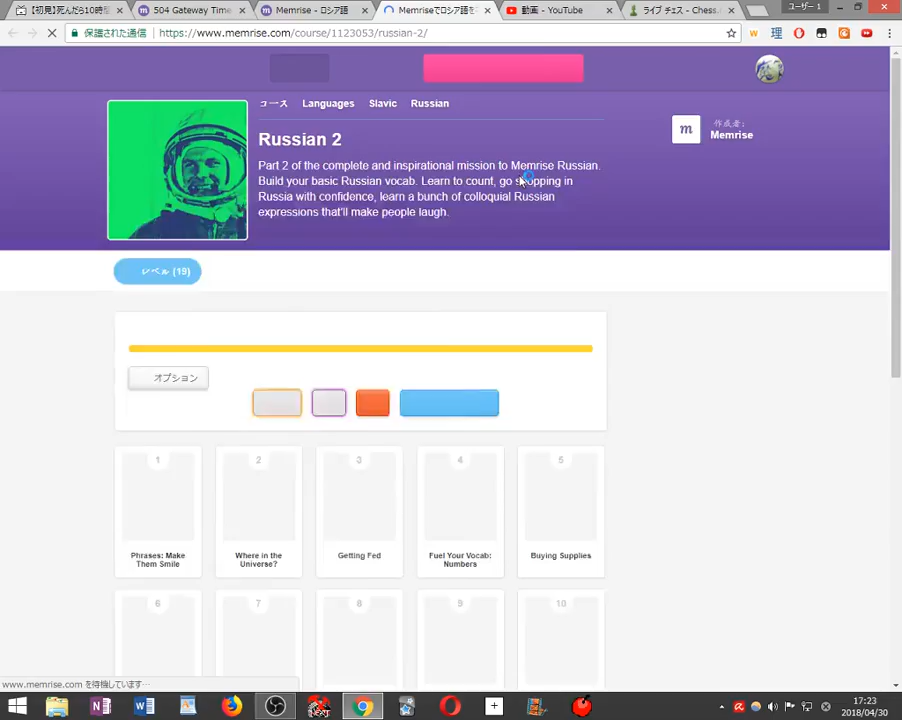 【初見】死んだら10時間
504 Gateway Time
Memrise - ロシア語
Memriseでロシア語を
動画 - YouTube
ライブ チェス - Chess.
ユーザー 1
保護された通信
https://www.memrise.com/course/1123053/russian-2/
コース Languages Slavic Russian
作成者:
Memrise
Russian 2
Part 2 of the complete and inspirational mission to Memrise Russian.
Build your basic Russian vocab. Learn to count, go shopping in
Russia with confidence, learn a bunch of colloquial Russian
expressions that'll make people laugh.
レベル (19)
オプション
1 2 3 4 5
Phrases: Make
Them Smile
Where in the
Universe?
Getting Fed
Fuel Your Vocab:
Numbers
Buying Supplies
6 7 8 9 10
www.memrise.com を待機しています…
17:23
2018/04/30